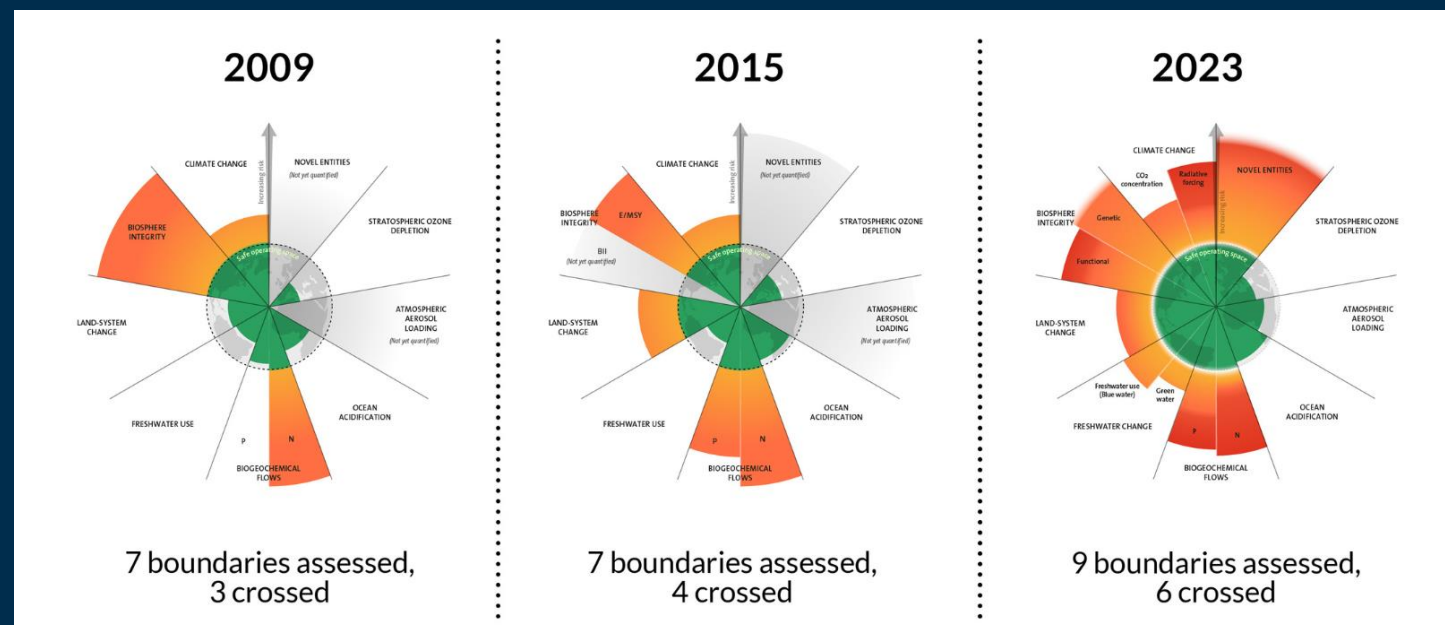 2009
CLIMATE CHANGE
NOVEL ENTITIES
(Not yet quantified)
Increasing risk
STRATOSPHERIC OZONE
DEPLETION
BIOSPHERE
INTEGRITY
Safe operating space
ATMOSPHERIC
AEROSOL
LOADING
(Not yet quantified)
LAND-SYSTEM
CHANGE
OCEAN
ACIDIFICATION
FRESHWATER USE
P
N
BIOGEOCHEMICAL
FLOWS
7 boundaries assessed,
3 crossed
2015
CLIMATE CHANGE
NOVEL ENTITIES
(Not yet quantified)
Increasing risk
BIOSPHERE
INTEGRITY
E/MSY
STRATOSPHERIC OZONE
DEPLETION
BII
(Not yet quantified)
Safe operating space
ATMOSPHERIC
AEROSOL
LOADING
(Not yet quantified)
LAND-SYSTEM
CHANGE
OCEAN
ACIDIFICATION
FRESHWATER USE
P
N
BIOGEOCHEMICAL
FLOWS
7 boundaries assessed,
4 crossed
2023
CLIMATE CHANGE
CO₂
concentration
Radiative
forcing
NOVEL ENTITIES
Increasing risk
BIOSPHERE
INTEGRITY
Genetic
STRATOSPHERIC OZONE
DEPLETION
Functional
Safe operating space
ATMOSPHERIC
AEROSOL
LOADING
LAND-SYSTEM
CHANGE
Freshwater use
(Blue water)
Green
water
OCEAN
ACIDIFICATION
FRESHWATER CHANGE
P
N
BIOGEOCHEMICAL
FLOWS
9 boundaries assessed,
6 crossed